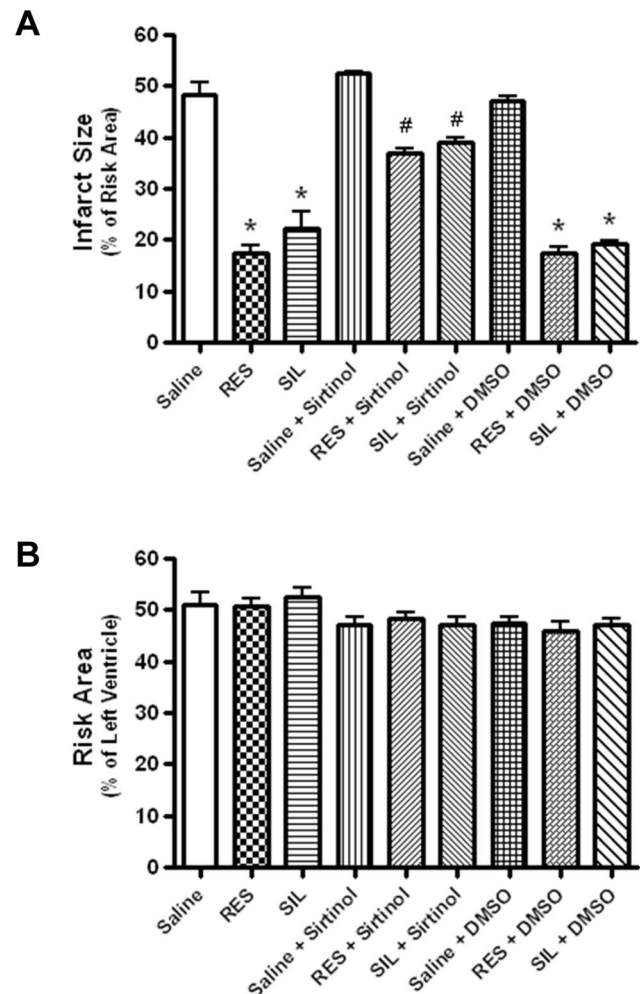 A
Infarct Size
(% of Risk Area)
60
50
40
30
20
10
0
*
*
#
#
*
*
Saline
RES
SIL
Saline + Sirtinol
RES + Sirtinol
SIL + Sirtinol
Saline + DMSO
RES + DMSO
SIL + DMSO
B
Risk Area
(% of Left Ventricle)
60
50
40
30
20
10
0
Saline
RES
SIL
Saline + Sirtinol
RES + Sirtinol
SIL + Sirtinol
Saline + DMSO
RES + DMSO
SIL + DMSO